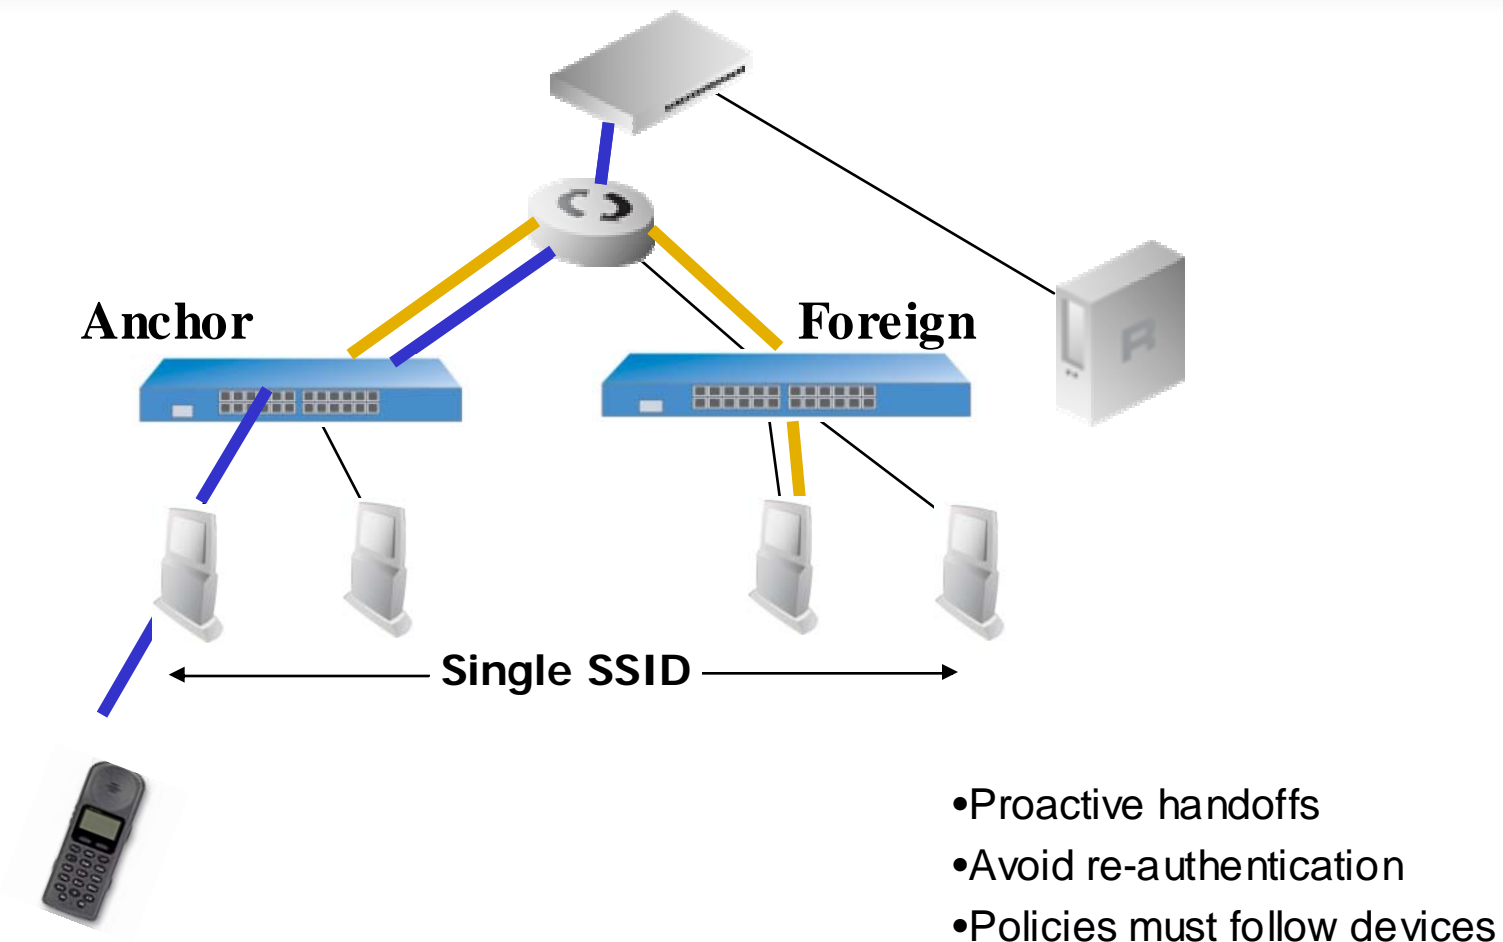 Anchor
Foreign
R
Single SSID
•Proactive handoffs
•Avoid re-authentication
•Policies must follow devices